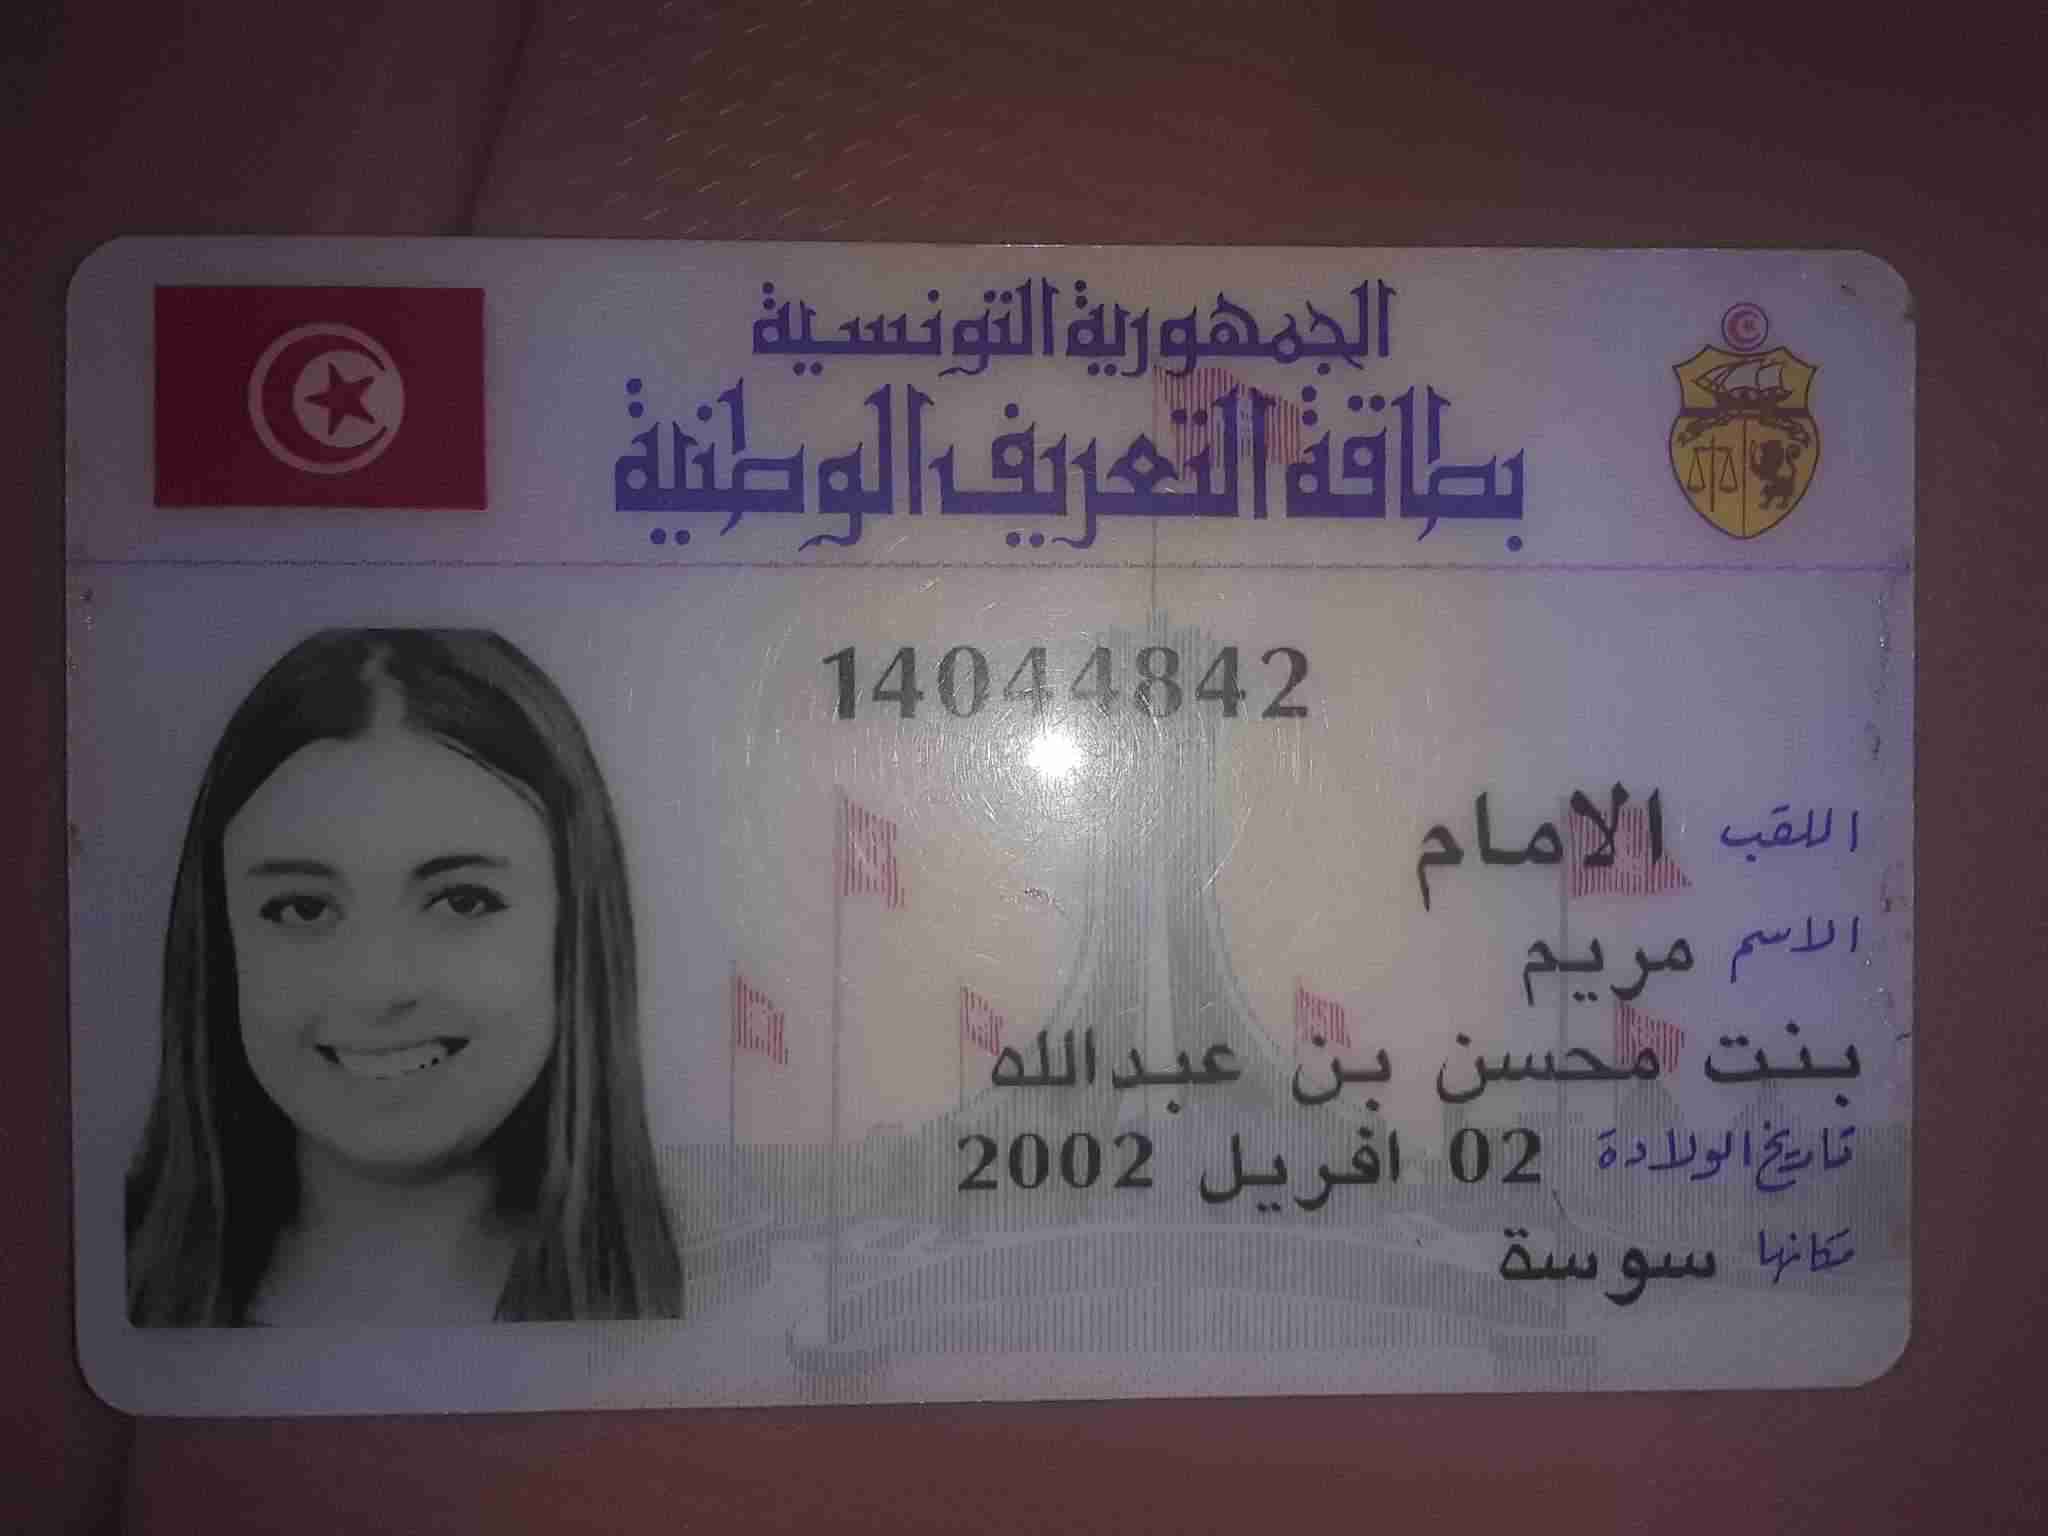 الجمهورية التونسية
بطاقة التعريف الوطنية
14044842
اللقب الامام
الاسم مريم
بنت محسن بن عبدالله
تاريخ الولادة 02 افريل 2002
مكانها سوسة